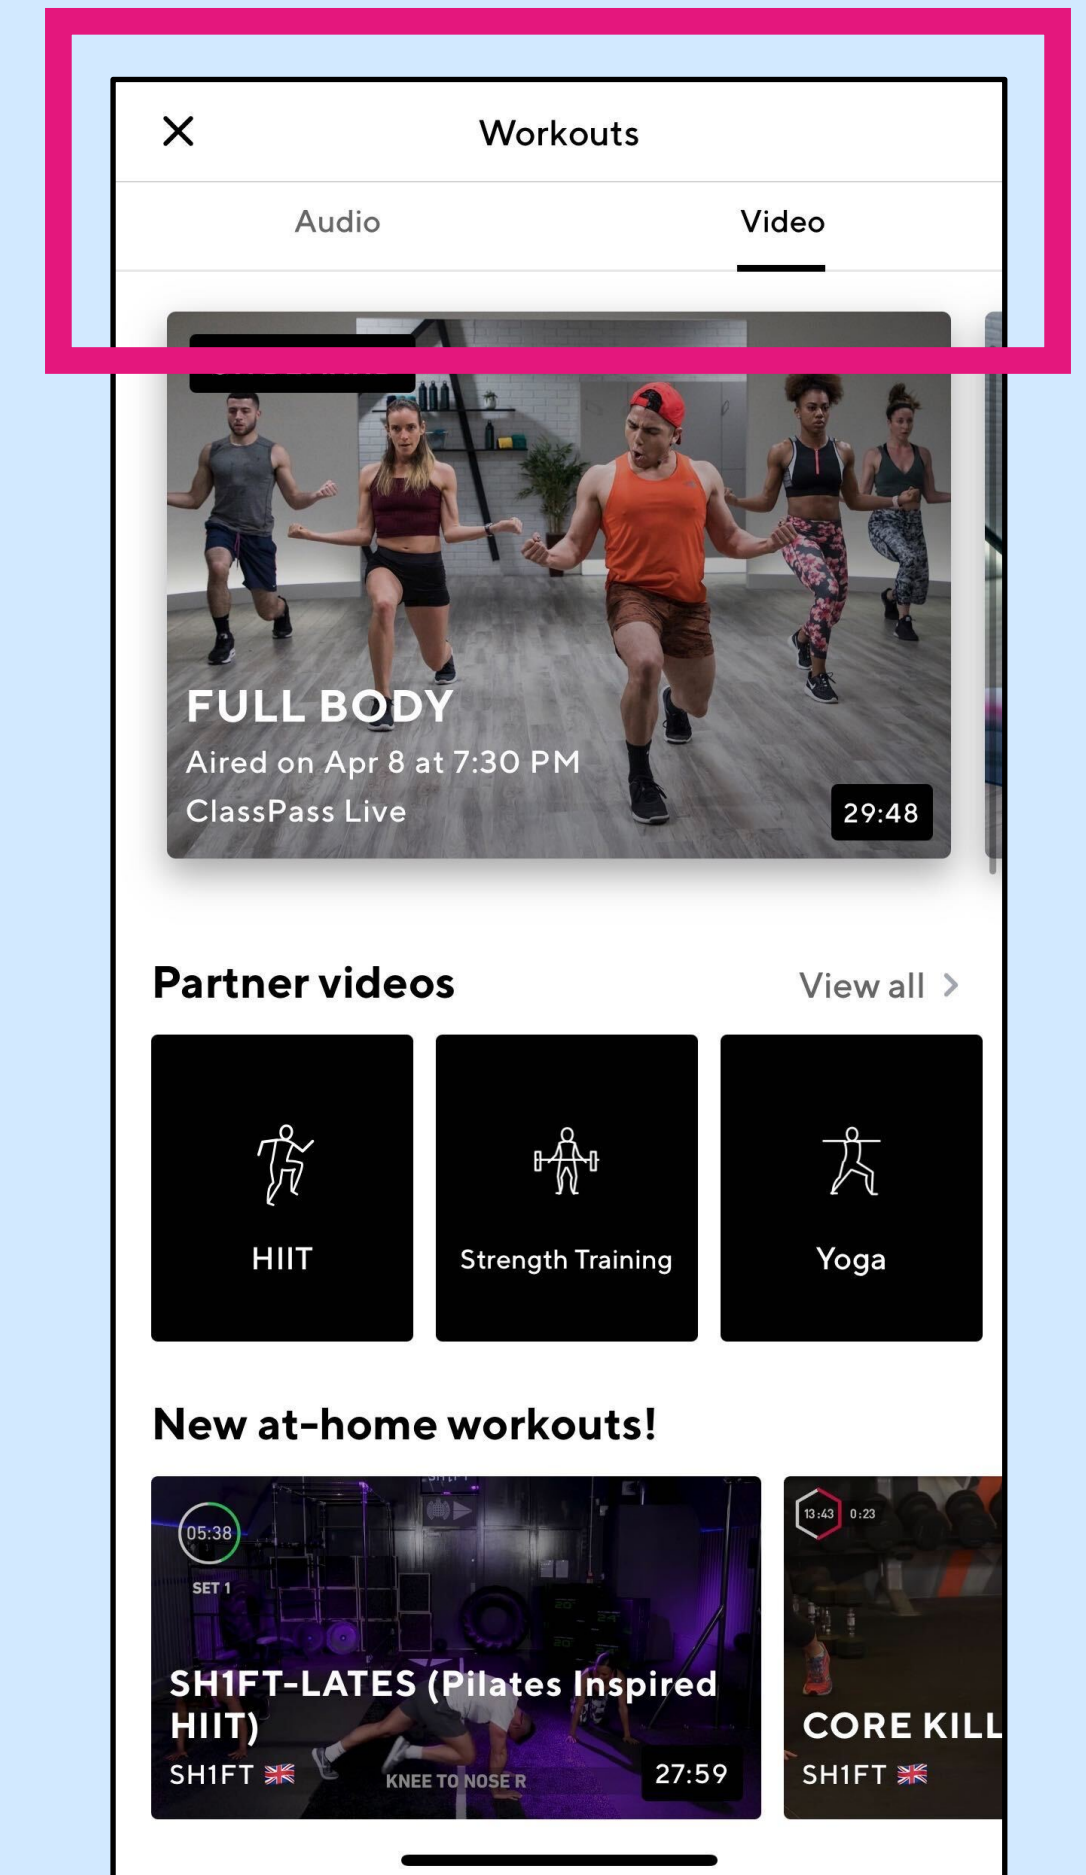 Workouts
Audio
Video
FULL BODY
Aired on Apr 8 at 7:30 PM
ClassPass Live
29:48
Partner videos
View all
HIIT
Strength Training
Yoga
New at-home workouts!
05:38
SET 1
SH1FT-LATES (Pilates Inspired
HIIT)
SH1FT
KNEE TO NOSE R
27:59
13:43 0:23
CORE KILL
SH1FT